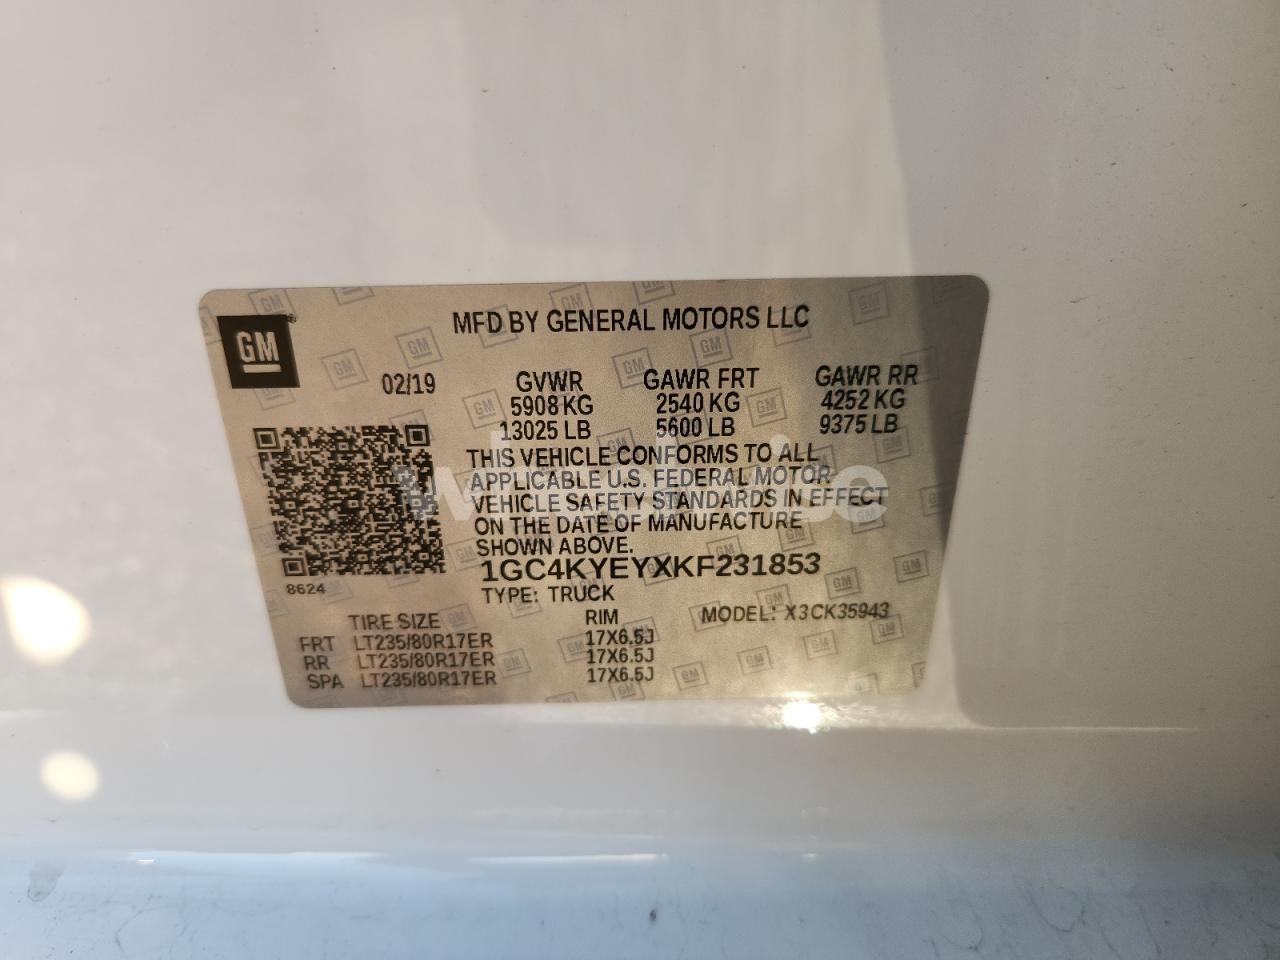 MFD BY GENERAL MOTORS LLC
GM
02/19 GVWR GAWR FRT GAWR RR
5908 KG 2540 KG 4252 KG
13025 LB 5600 LB 9375 LB
THIS VEHICLE CONFORMS TO ALL
APPLICABLE U.S. FEDERAL MOTOR
VEHICLE SAFETY STANDARDS IN EFFECT
ON THE DATE OF MANUFACTURE
SHOWN ABOVE.
1GC4KYEYXKF231853
8624
TYPE: TRUCK
TIRE SIZE RIM MODEL: X3CK35943
FRT LT235/80R17ER 17X6.5J
RR LT235/80R17ER 17X6.5J
SPA LT235/80R17ER 17X6.5J